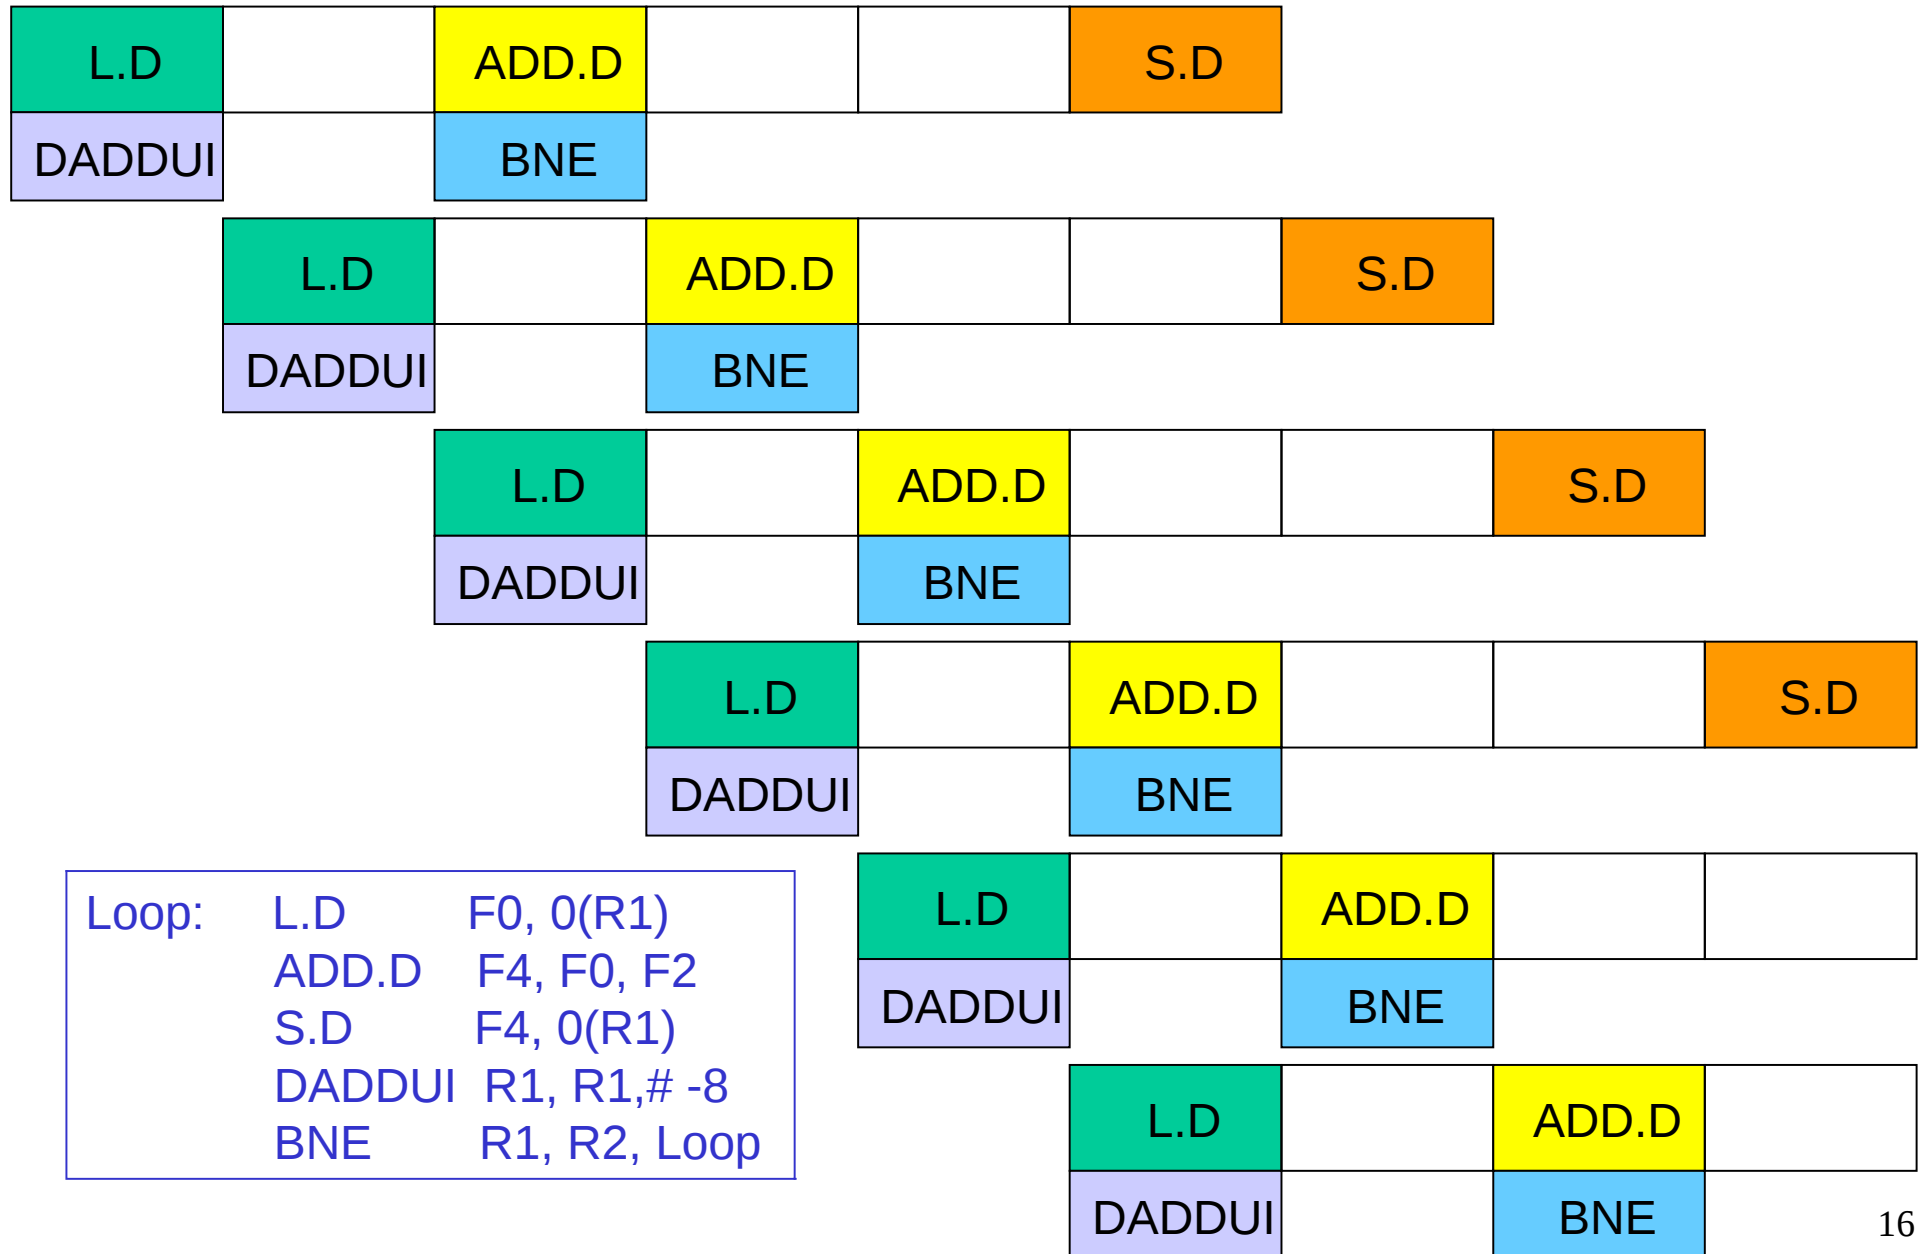 L.D ADD.D S.D
DADDUI BNE
L.D ADD.D S.D
DADDUI BNE
L.D ADD.D S.D
DADDUI BNE
L.D ADD.D S.D
DADDUI BNE
L.D ADD.D
DADDUI BNE
L.D ADD.D
DADDUI BNE
Loop: L.D F0, 0(R1)
ADD.D F4, F0, F2
S.D F4, 0(R1)
DADDUI R1, R1,# -8
BNE R1, R2, Loop
16